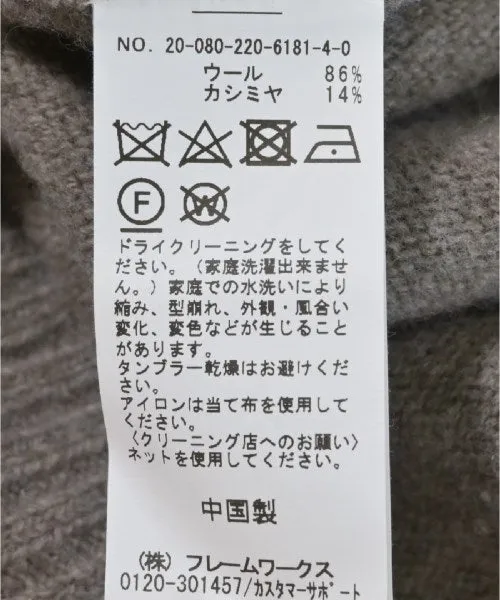 NO. 20-080-220-6181-4-0
ウール 86%
カシミヤ 14%
F W
ドライクリーニングをしてく
ださい。（家庭洗濯出来ませ
ん。）家庭での水洗いにより
縮み、型崩れ、外観・風合い
変化、変色などが生じること
があります。
タンブラー乾燥はお避けくだ
さい。
アイロンは当て布を使用して
ください。
〈クリーニング店へのお願い〉
ネットを使用してください。
中国製
（株）フレームワークス
0120-301457/カスタマーサポート